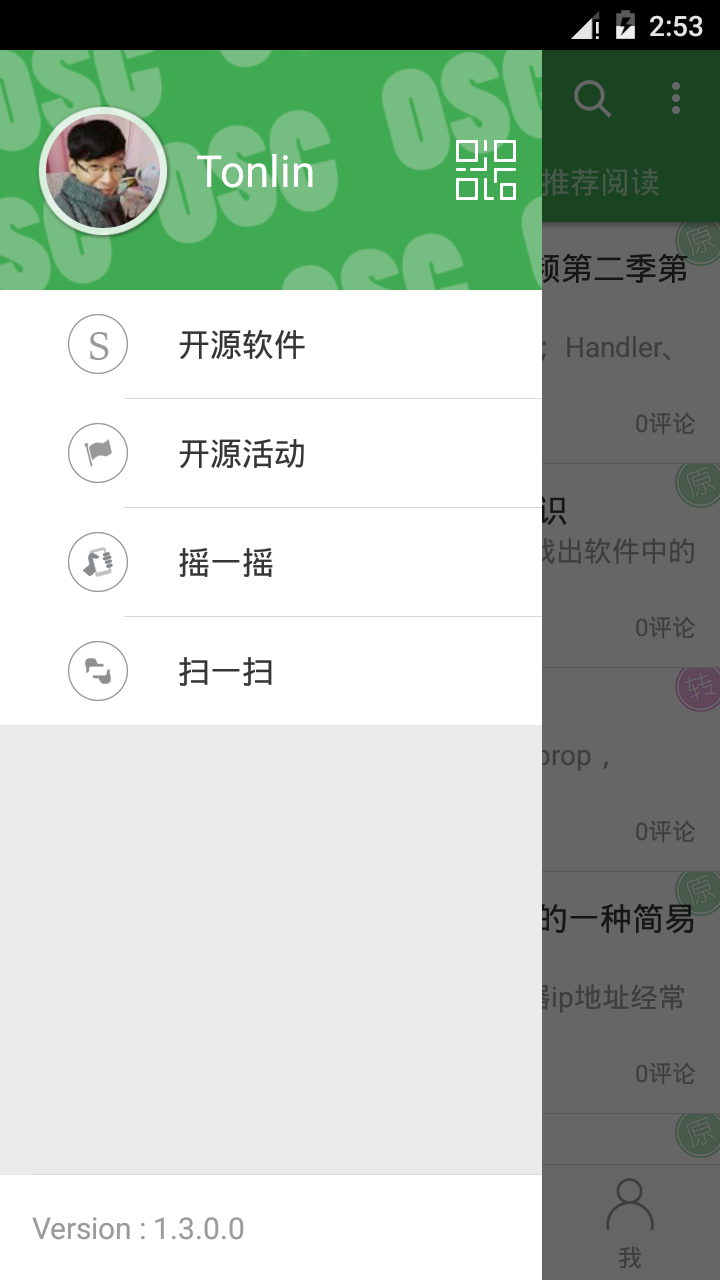 2:53
OSC OSC OSC OSC OSC OSC
Tonlin
推荐阅读
S 开源软件
开源活动
摇一摇
扫一扫
Version : 1.3.0.0
原
频第二季第
; Handler、
0评论
原
识
找出软件中的
0评论
转
prop ，
0评论
原
的一种简易
ip地址经常
0评论
原
我